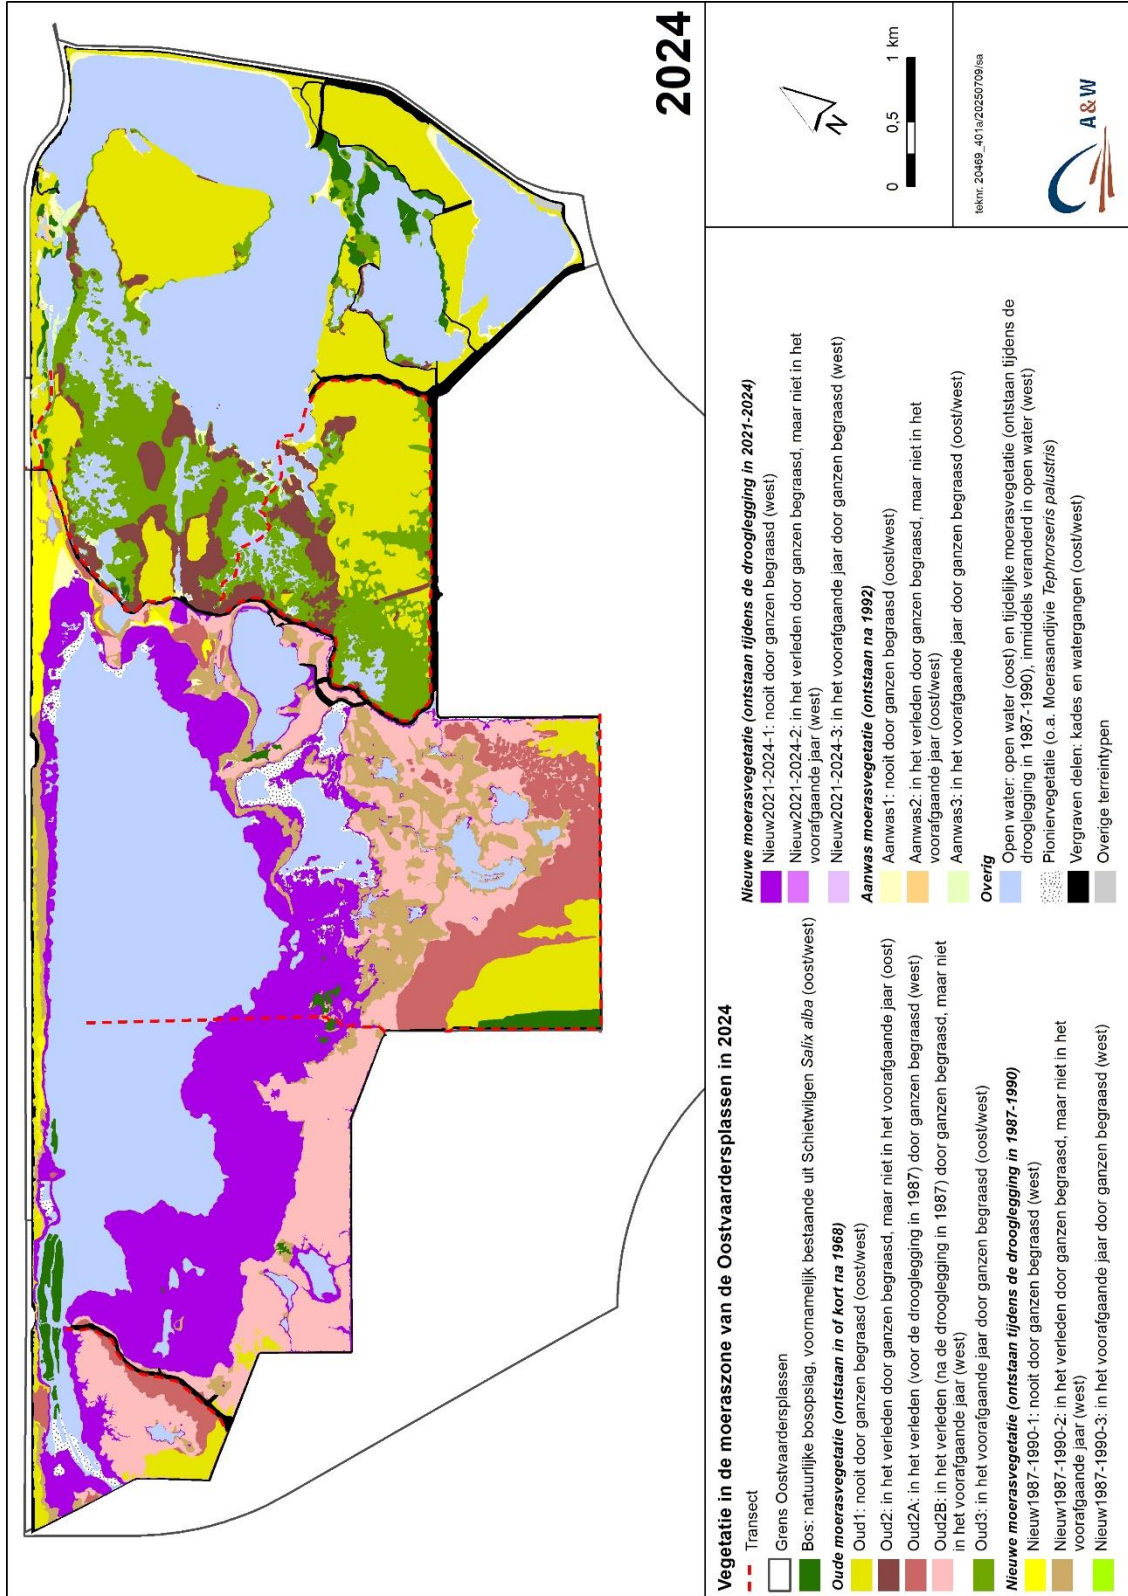 2024
Vegetatie in de moeraszone van de Oostvaardersplassen in 2024
Transect
Grens Oostvaardersplassen
Bos: natuurlijke bosopslag, voornamelijk bestaande uit Schietwilgen Salix alba (oost/west)
Oude moerasvegetatie (ontstaan in of kort na 1968)
Oud1: nooit door ganzen begraasd (oost/west)
Oud2: in het verleden door ganzen begraasd, maar niet in het voorafgaande jaar (oost)
Oud2A: in het verleden (voor de drooglegging in 1987) door ganzen begraasd (west)
Oud2B: in het verleden (na de drooglegging in 1987) door ganzen begraasd, maar niet
in het voorafgaande jaar (west)
Oud3: in het voorafgaande jaar door ganzen begraasd (oost/west)
Nieuwe moerasvegetatie (ontstaan tijdens de drooglegging in 1987-1990)
Nieuw1987-1990-1: nooit door ganzen begraasd (west)
Nieuw1987-1990-2: in het verleden door ganzen begraasd, maar niet in het
voorafgaande jaar (west)
Nieuw1987-1990-3: in het voorafgaande jaar door ganzen begraasd (west)
Nieuwe moerasvegetatie (ontstaan tijdens de drooglegging in 2021-2024)
Nieuw2021-2024-1: nooit door ganzen begraasd (west)
Nieuw2021-2024-2: in het verleden door ganzen begraasd, maar niet in het
voorafgaande jaar (west)
Nieuw2021-2024-3: in het voorafgaande jaar door ganzen begraasd (west)
Aanwas moerasvegetatie (ontstaan na 1992)
Aanwas1: nooit door ganzen begraasd (oost/west)
Aanwas2: in het verleden door ganzen begraasd, maar niet in het
voorafgaande jaar (oost/west)
Aanwas3: in het voorafgaande jaar door ganzen begraasd (oost/west)
Overig
Open water: open water (oost) en tijdelijke moerasvegetatie (ontstaan tijdens de
drooglegging in 1987-1990), inmiddels veranderd in open water (west)
Pioniervegetatie (o.a. Moerasandijvie Tephrorseris palustris)
Vergraven delen: kades en watergangen (oost/west)
Overige terreintypen
N
0 0,5 1 km
teknr. 20469_401a/20250709/sa
A&W